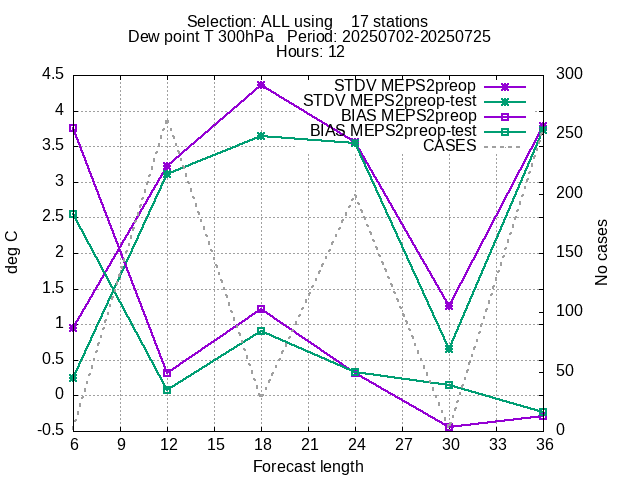 Selection: ALL using    17 stations
Dew point T 300hPa   Period: 20250702-20250725
Hours: 12
STDV MEPS2preop
STDV MEPS2preop-test
BIAS MEPS2preop
BIAS MEPS2preop-test
CASES
4.5
4
3.5
3
2.5
2
1.5
1
0.5
0
-0.5
deg C
300
250
200
150
100
50
0
No cases
6 9 12 15 18 21 24 27 30 33 36
Forecast length